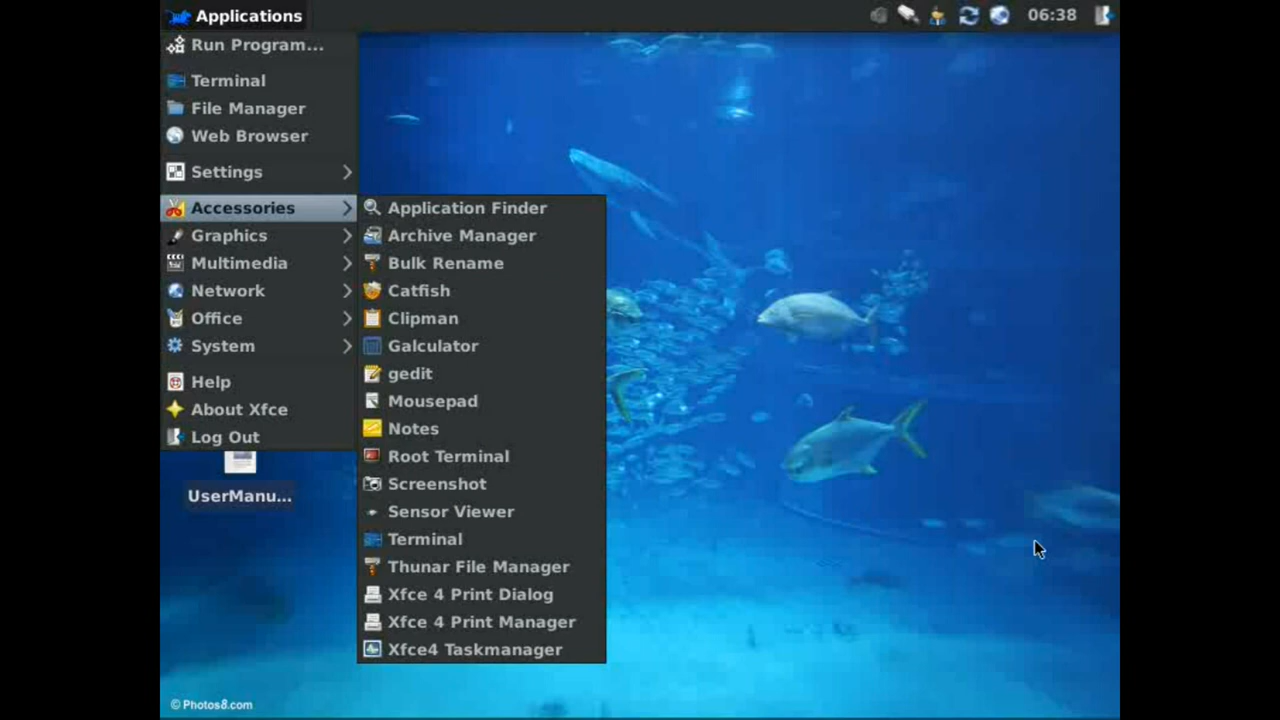 Applications
06:38
Run Program...
Terminal
File Manager
Web Browser
Settings
Accessories
Graphics
Multimedia
Network
Office
System
Help
About Xfce
Log Out
Application Finder
Archive Manager
Bulk Rename
Catfish
Clipman
Galculator
gedit
Mousepad
Notes
Root Terminal
Screenshot
Sensor Viewer
Terminal
Thunar File Manager
Xfce 4 Print Dialog
Xfce 4 Print Manager
Xfce4 Taskmanager
UserManu...
© Photos8.com